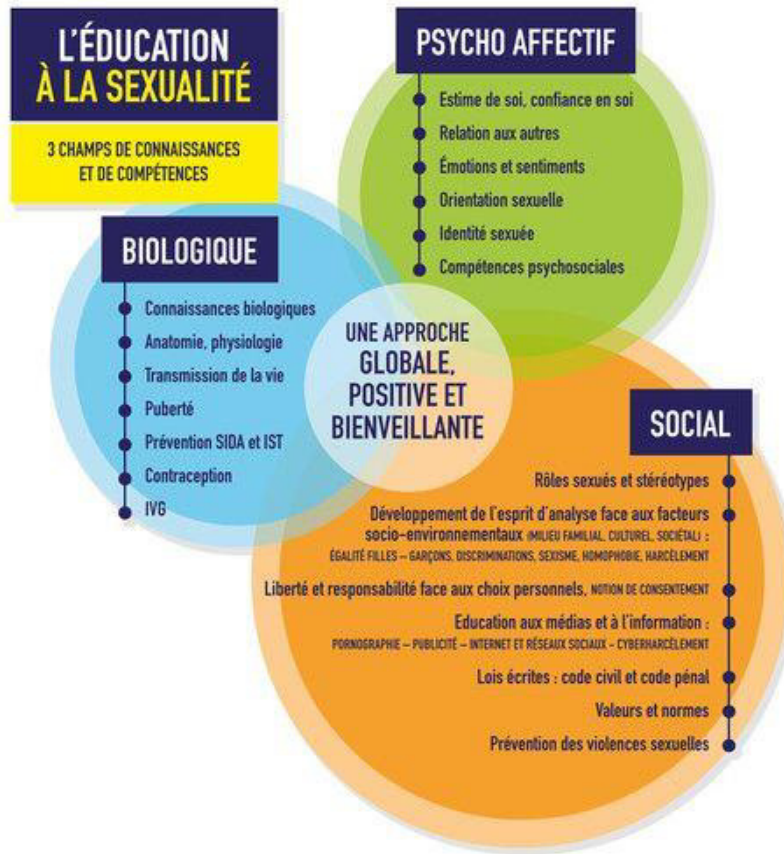 L'ÉDUCATION
À LA SEXUALITÉ
3 CHAMPS DE CONNAISSANCES
ET DE COMPÉTENCES
PSYCHO AFFECTIF
Estime de soi, confiance en soi
Relation aux autres
Émotions et sentiments
Orientation sexuelle
Identité sexuée
Compétences psychosociales
BIOLOGIQUE
Connaissances biologiques
Anatomie, physiologie
Transmission de la vie
Puberté
Prévention SIDA et IST
Contraception
IVG
UNE APPROCHE
GLOBALE,
POSITIVE ET
BIENVEILLANTE
SOCIAL
Rôles sexués et stéréotypes
Développement de l'esprit d'analyse face aux facteurs
socio-environnementaux (MILIEU FAMILIAL, CULTUREL, SOCIÉTAL) :
ÉGALITÉ FILLES – GARÇONS, DISCRIMINATIONS, SEXISME, HOMOPHOBIE, HARCÈLEMENT
Liberté et responsabilité face aux choix personnels, NOTION DE CONSENTEMENT
Education aux médias et à l'information :
PORNOGRAPHIE – PUBLICITÉ – INTERNET ET RÉSEAUX SOCIAUX - CYBERHARCÈLEMENT
Lois écrites : code civil et code pénal
Valeurs et normes
Prévention des violences sexuelles